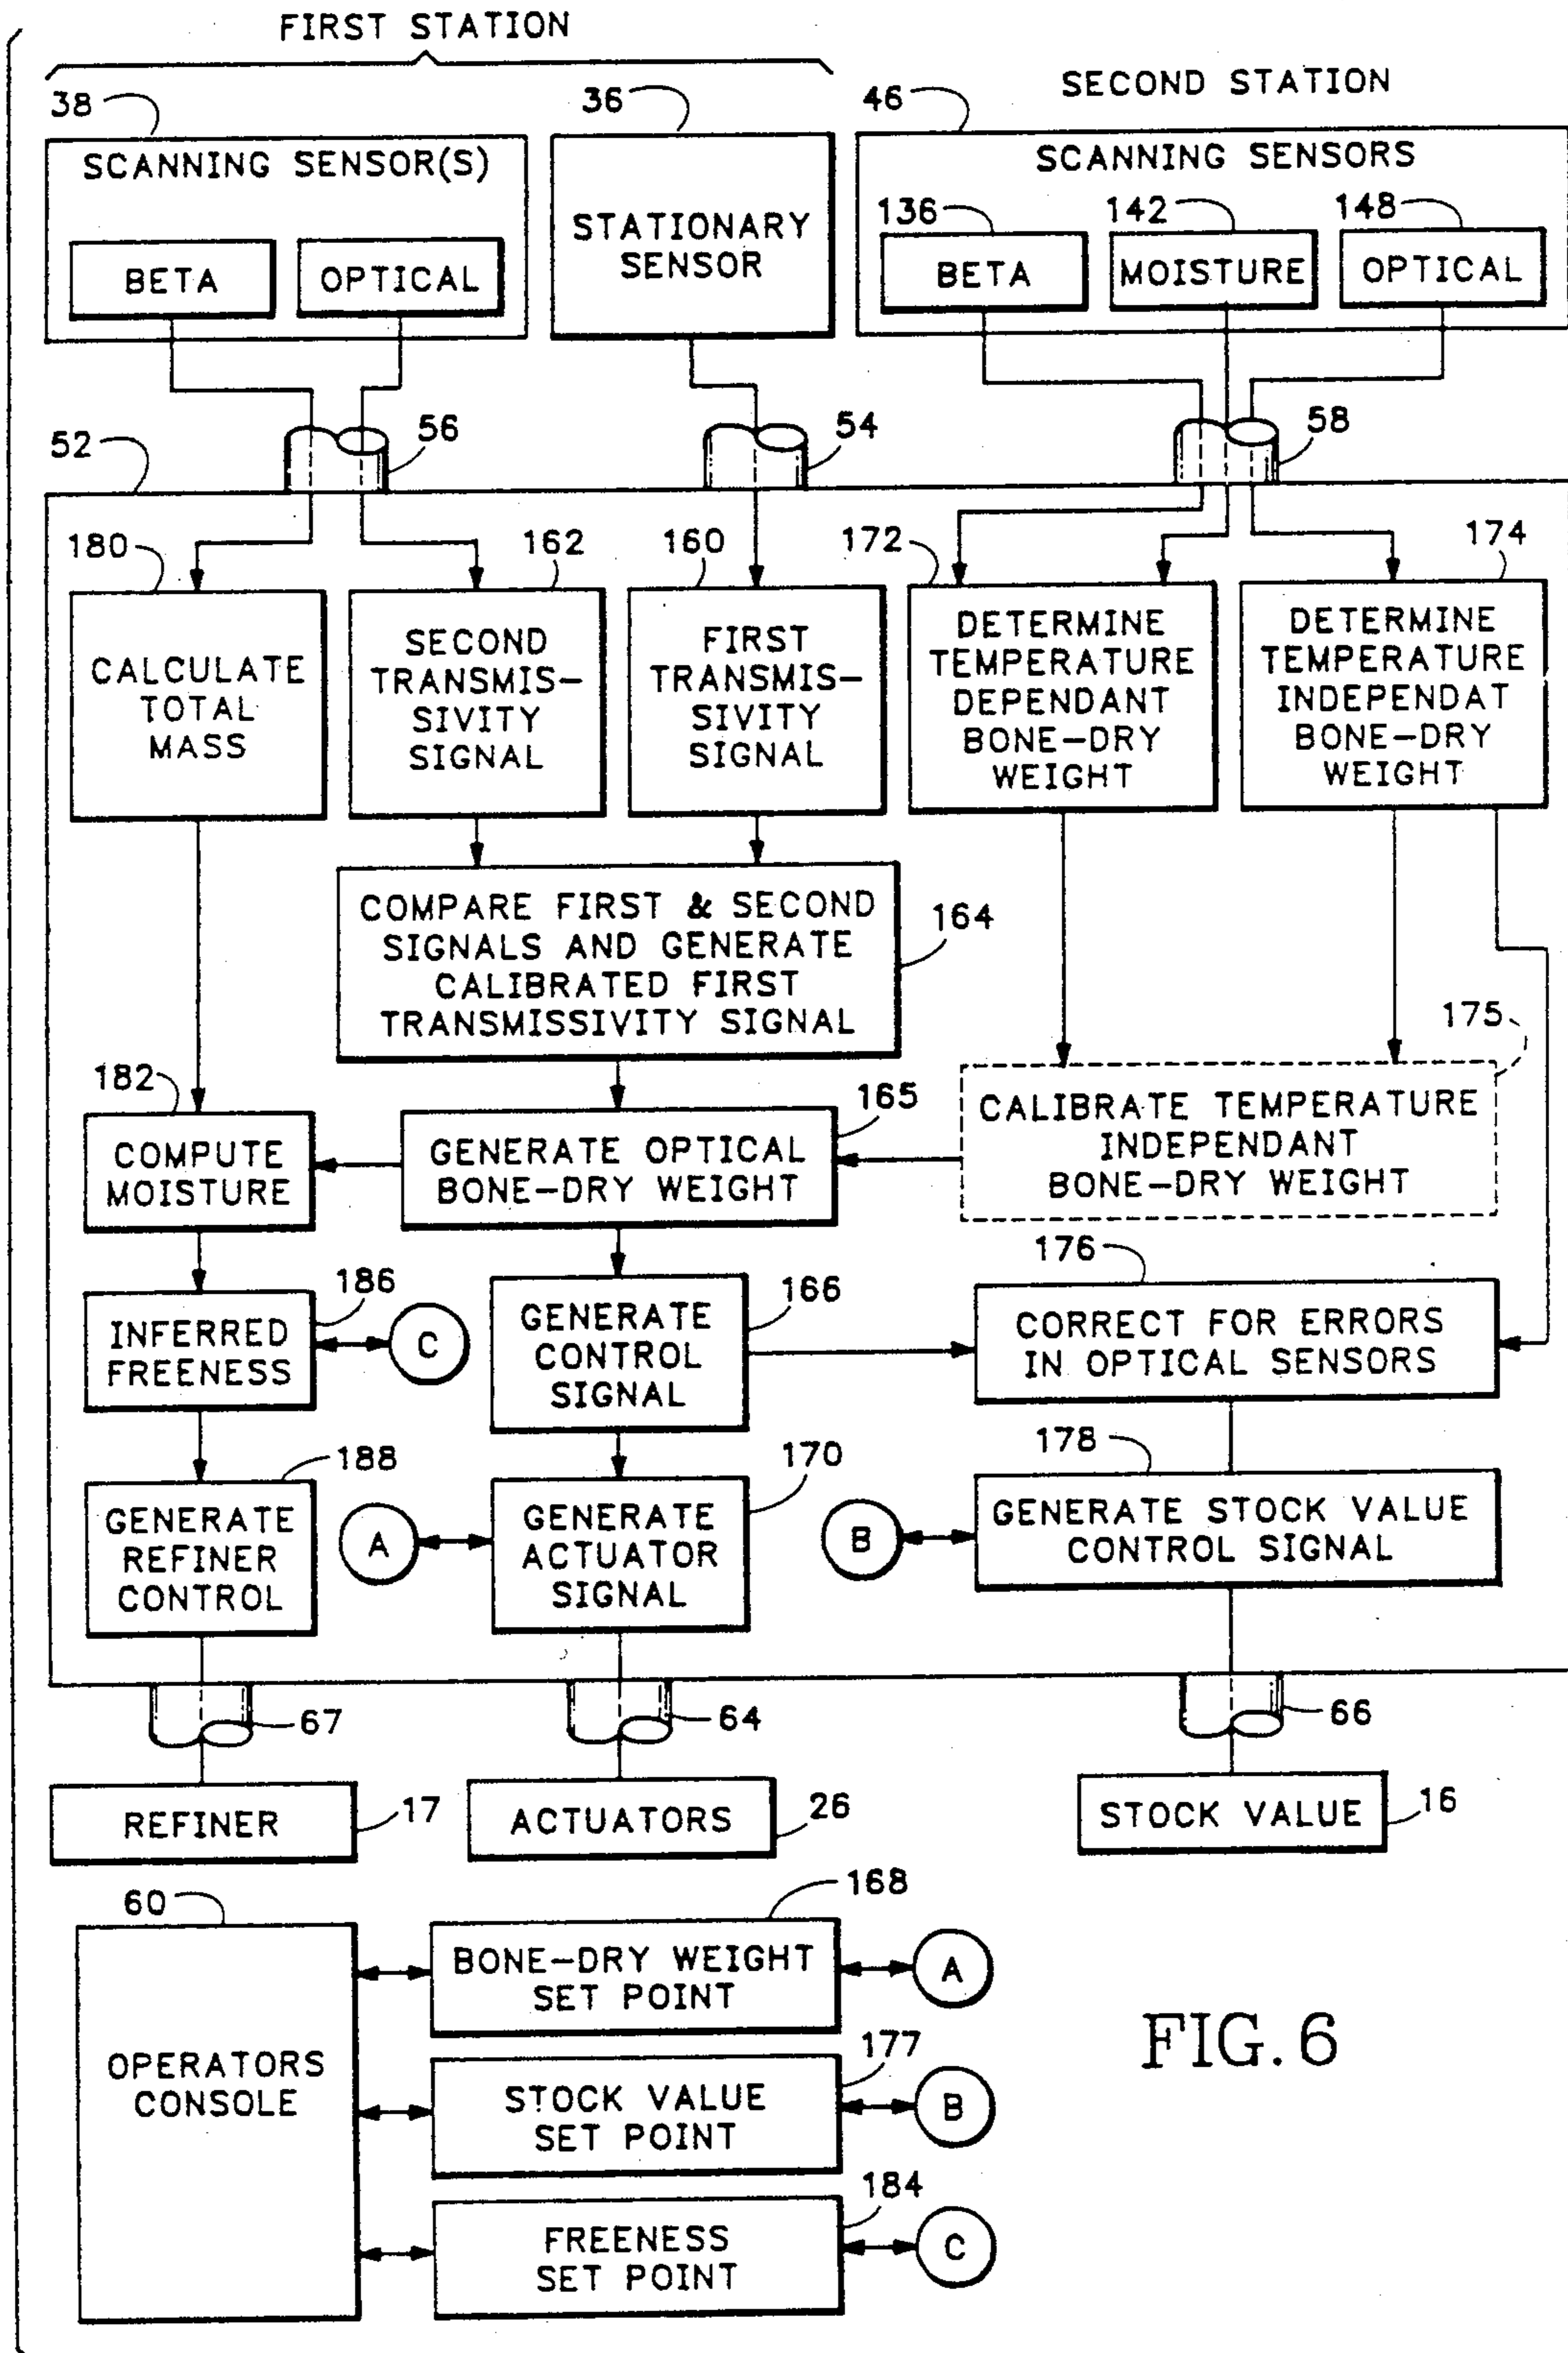 FIRST STATION
SECOND STATION
38
36
46
SCANNING SENSOR(S)
BETA
OPTICAL
STATIONARY
SENSOR
SCANNING SENSORS
136
142
148
BETA
MOISTURE
OPTICAL
52
56
54
58
180
162
160
172
174
CALCULATE
TOTAL
MASS
SECOND
TRANSMIS-
SIVITY
SIGNAL
FIRST
TRANSMIS-
SIVITY
SIGNAL
DETERMINE
TEMPERATURE
DEPENDANT
BONE-DRY
WEIGHT
DETERMINE
TEMPERATURE
INDEPENDAT
BONE-DRY
WEIGHT
COMPARE FIRST & SECOND
SIGNALS AND GENERATE
CALIBRATED FIRST
TRANSMISSIVITY SIGNAL
164
175
182
COMPUTE
MOISTURE
165
GENERATE OPTICAL
BONE-DRY WEIGHT
CALIBRATE TEMPERATURE
INDEPENDANT
BONE-DRY WEIGHT
186
INFERRED
FREENESS
C
166
GENERATE
CONTROL
SIGNAL
176
CORRECT FOR ERRORS
IN OPTICAL SENSORS
188
GENERATE
REFINER
CONTROL
A
170
GENERATE
ACTUATOR
SIGNAL
B
178
GENERATE STOCK VALUE
CONTROL SIGNAL
67
64
66
REFINER
17
ACTUATORS
26
STOCK VALUE
16
60
OPERATORS
CONSOLE
168
BONE-DRY WEIGHT
SET POINT
A
177
STOCK VALUE
SET POINT
B
184
FREENESS
SET POINT
C
FIG. 6